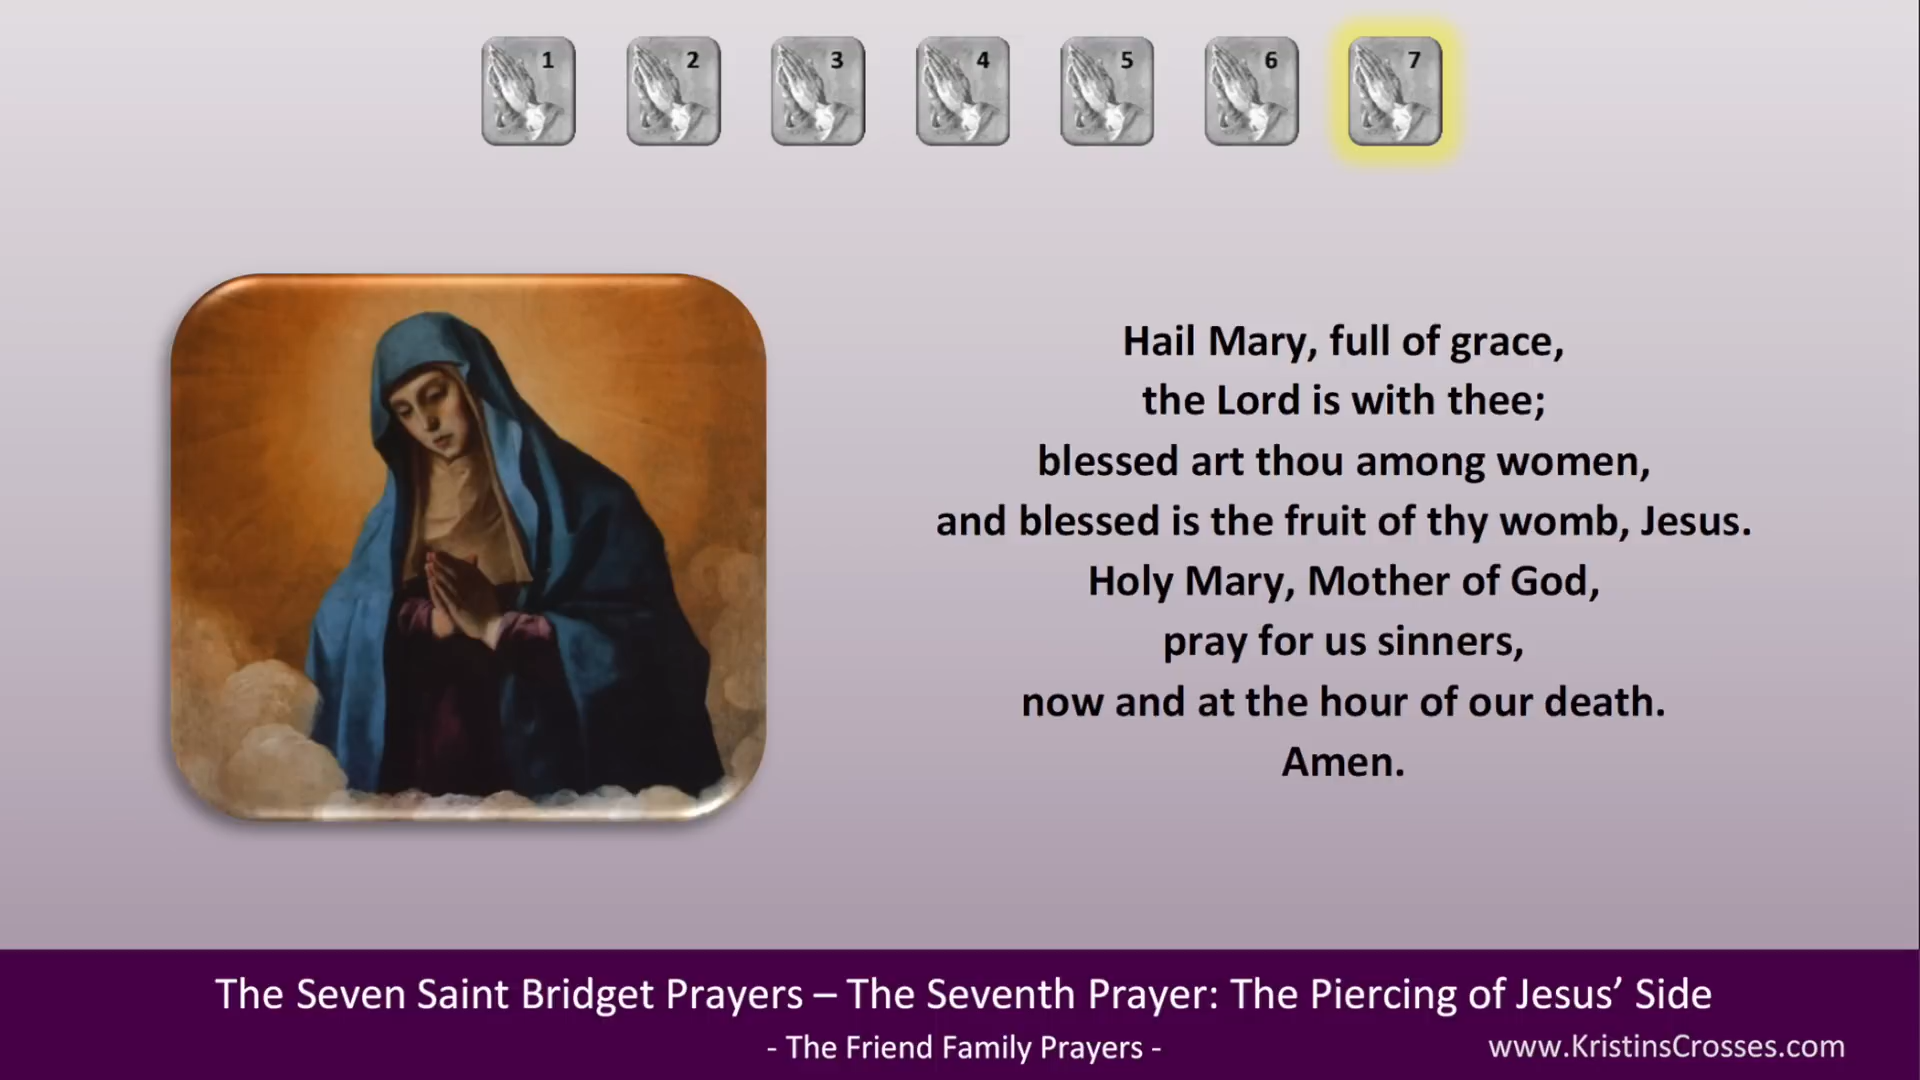 1 2 3 4 5 6 7
Hail Mary, full of grace,
the Lord is with thee;
blessed art thou among women,
and blessed is the fruit of thy womb, Jesus.
Holy Mary, Mother of God,
pray for us sinners,
now and at the hour of our death.
Amen.
The Seven Saint Bridget Prayers – The Seventh Prayer: The Piercing of Jesus’ Side
- The Friend Family Prayers -
www.KristinsCrosses.com